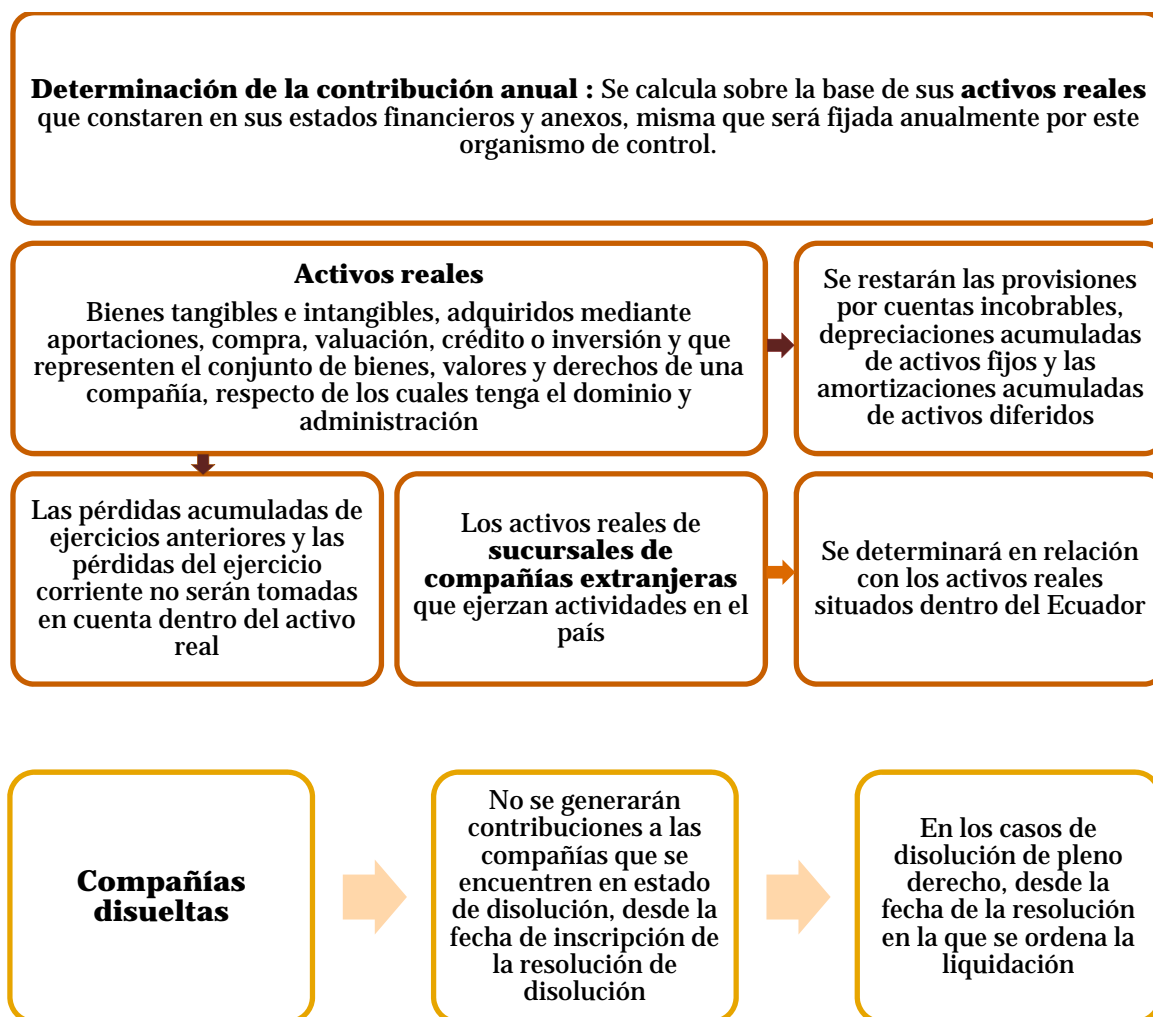 Determinación de la contribución anual : Se calcula sobre la base de sus activos reales
que constaren en sus estados financieros y anexos, misma que será fijada anualmente por este
organismo de control.
Activos reales
Bienes tangibles e intangibles, adquiridos mediante
aportaciones, compra, valuación, crédito o inversión y que
representen el conjunto de bienes, valores y derechos de una
compañía, respecto de los cuales tenga el dominio y
administración
Se restarán las provisiones
por cuentas incobrables,
depreciaciones acumuladas
de activos fijos y las
amortizaciones acumuladas
de activos diferidos
Las pérdidas acumuladas de
ejercicios anteriores y las
pérdidas del ejercicio
corriente no serán tomadas
en cuenta dentro del activo
real
Los activos reales de
sucursales de
compañías extranjeras
que ejerzan actividades en el
país
Se determinará en relación
con los activos reales
situados dentro del Ecuador
Compañías
disueltas
No se generarán
contribuciones a las
compañías que se
encuentren en estado
de disolución, desde la
fecha de inscripción de
la resolución de
disolución
En los casos de
disolución de pleno
derecho, desde la
fecha de la resolución
en la que se ordena la
liquidación